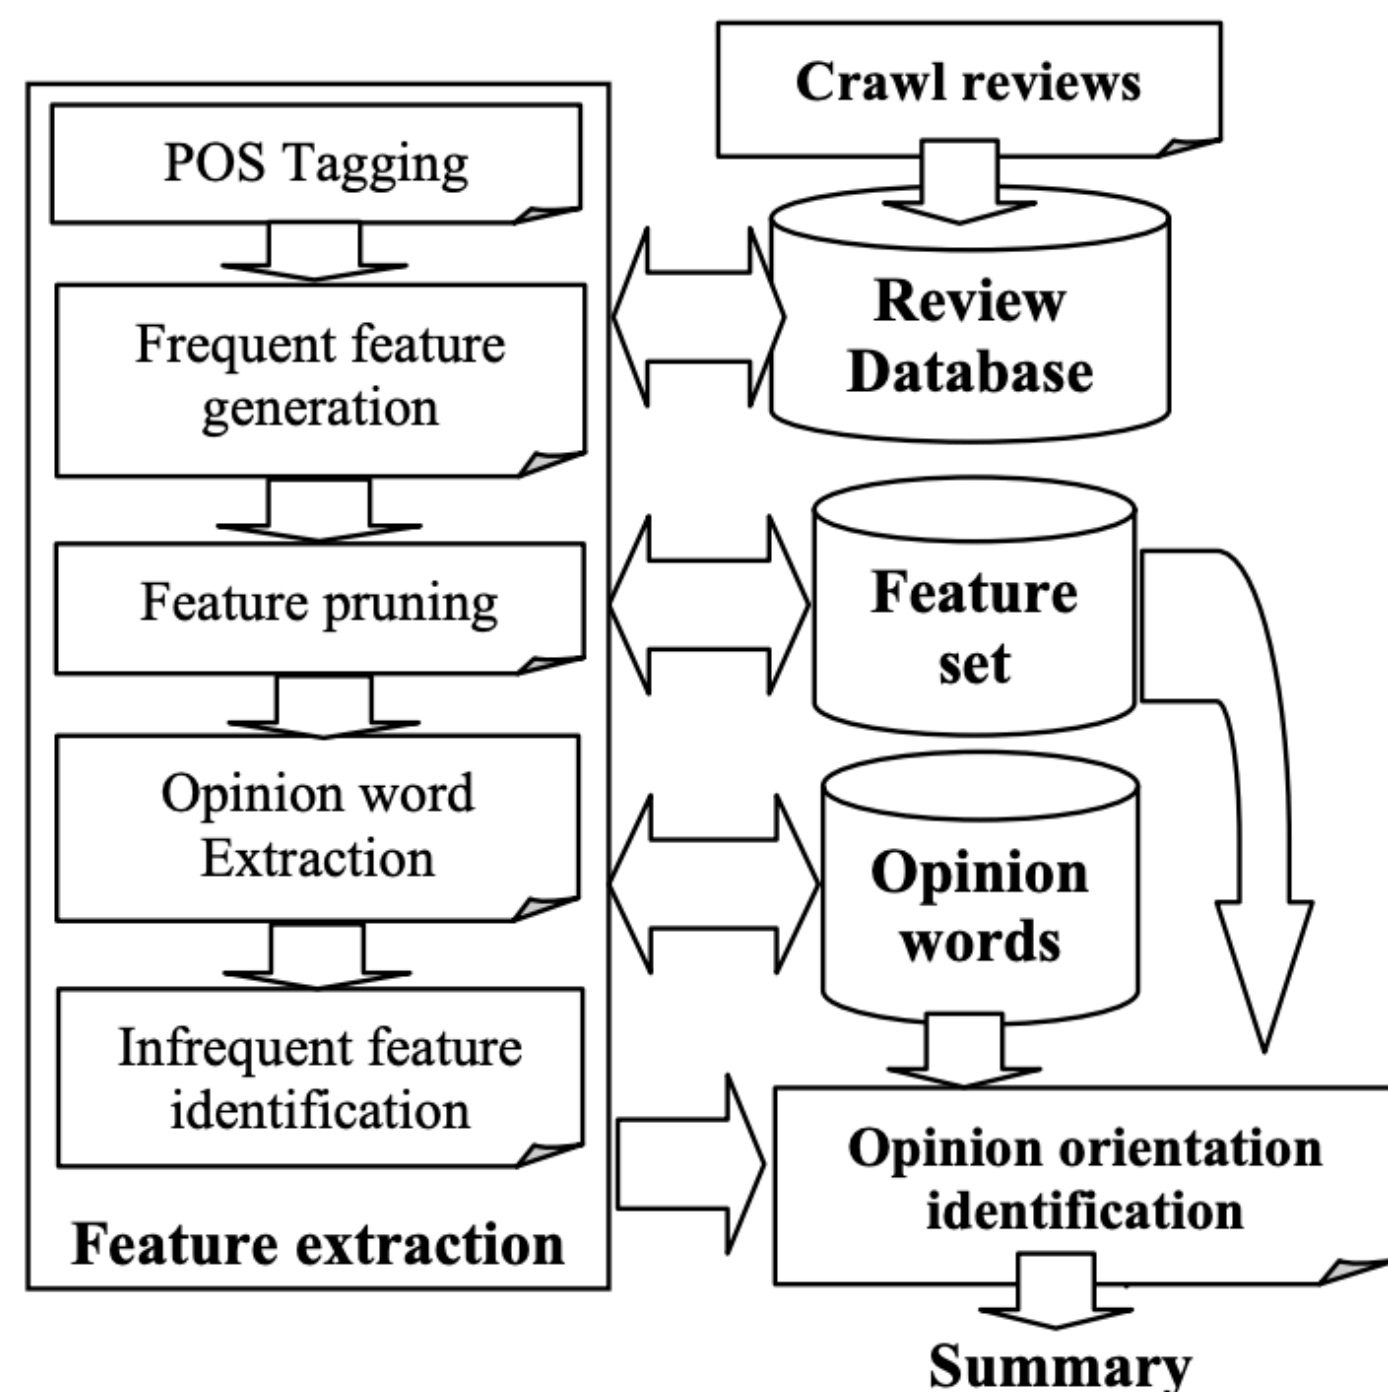 POS Tagging
Frequent feature
generation
Feature pruning
Opinion word
Extraction
Infrequent feature
identification
Feature extraction
Crawl reviews
Review
Database
Feature
set
Opinion
words
Opinion orientation
identification
Summary